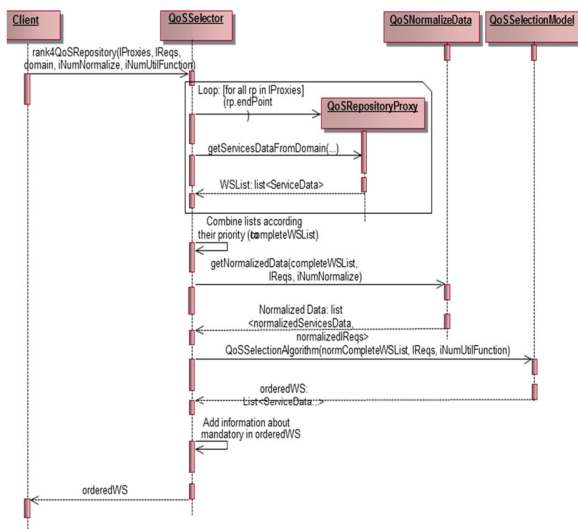 Client
QoSSelector
QoSNormalizeData
QoSSelectionModel
rank4QoSRepository(lProxies, lReqs,
domain, iNumNormalize, iNumUtilFunction)
Loop: [for all rp in lProxies]
(rp.endPoint
)
QoSRepositoryProxy
getServicesDataFromDomain(...)
WSList: list<ServiceData>
Combine lists according
their priority (to completeWSList)
getNormalizedData(completeWSList,
lReqs, iNumNormalize)
Normalized Data: list
<normalizedServicesData,
normalizedlReqs>
QoSSelectionAlgorithm(normCompleteWSList, lReqs, iNumUtilFunction)
orderedWS:
List<ServiceData...>
Add information about
mandatory in orderedWS
orderedWS